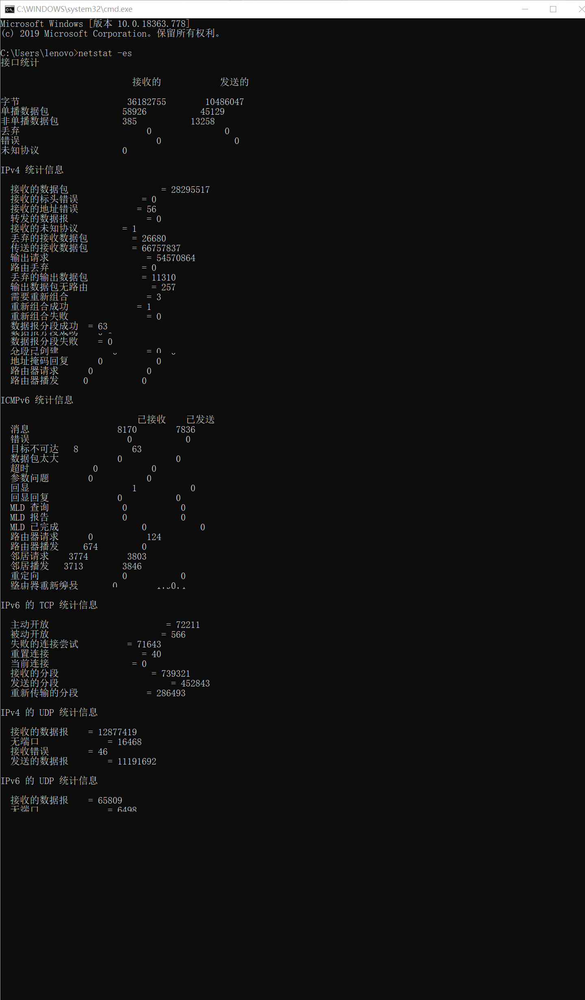 C:\WINDOWS\system32\cmd.exe
Microsoft Windows [版本 10.0.18363.778]
(c) 2019 Microsoft Corporation。保留所有权利。
C:\Users\lenovo>netstat -es
接口统计
接收的 发送的
字节 36182755 10486047
单播数据包 58926 45129
非单播数据包 385 13258
丢弃 0 0
错误 0 0
未知协议 0
IPv4 统计信息
接收的数据包 = 28295517
接收的标头错误 = 0
接收的地址错误 = 56
转发的数据报 = 0
接收的未知协议 = 1
丢弃的接收数据包 = 26680
传送的接收数据包 = 66757837
输出请求 = 54570864
路由丢弃 = 0
丢弃的输出数据包 = 11310
输出数据包无路由 = 257
需要重新组合 = 3
重新组合成功 = 1
重新组合失败 = 0
数据报分段成功 = 63
数据报分段失败 = 0
分段已创建 = 0
地址掩码回复 0 0
路由器请求 0 0
路由器播发 0 0
ICMPv6 统计信息
已接收 已发送
消息 8170 7836
错误 0 0
目标不可达 8 63
数据包太大 0 0
超时 0 0
参数问题 0 0
回显 1 0
回显回复 0 0
MLD 查询 0 0
MLD 报告 0 0
MLD 已完成 0 0
路由器请求 0 124
路由器播发 674 0
邻居请求 3774 3803
邻居播发 3713 3846
重定向 0 0
路由器重新编号 0
IPv6 的 TCP 统计信息
主动开放 = 72211
被动开放 = 566
失败的连接尝试 = 71643
重置连接 = 40
当前连接 = 0
接收的分段 = 739321
发送的分段 = 452843
重新传输的分段 = 286493
IPv4 的 UDP 统计信息
接收的数据报 = 12877419
无端口 = 16468
接收错误 = 46
发送的数据报 = 11191692
IPv6 的 UDP 统计信息
接收的数据报 = 65809
无端口 = 6498